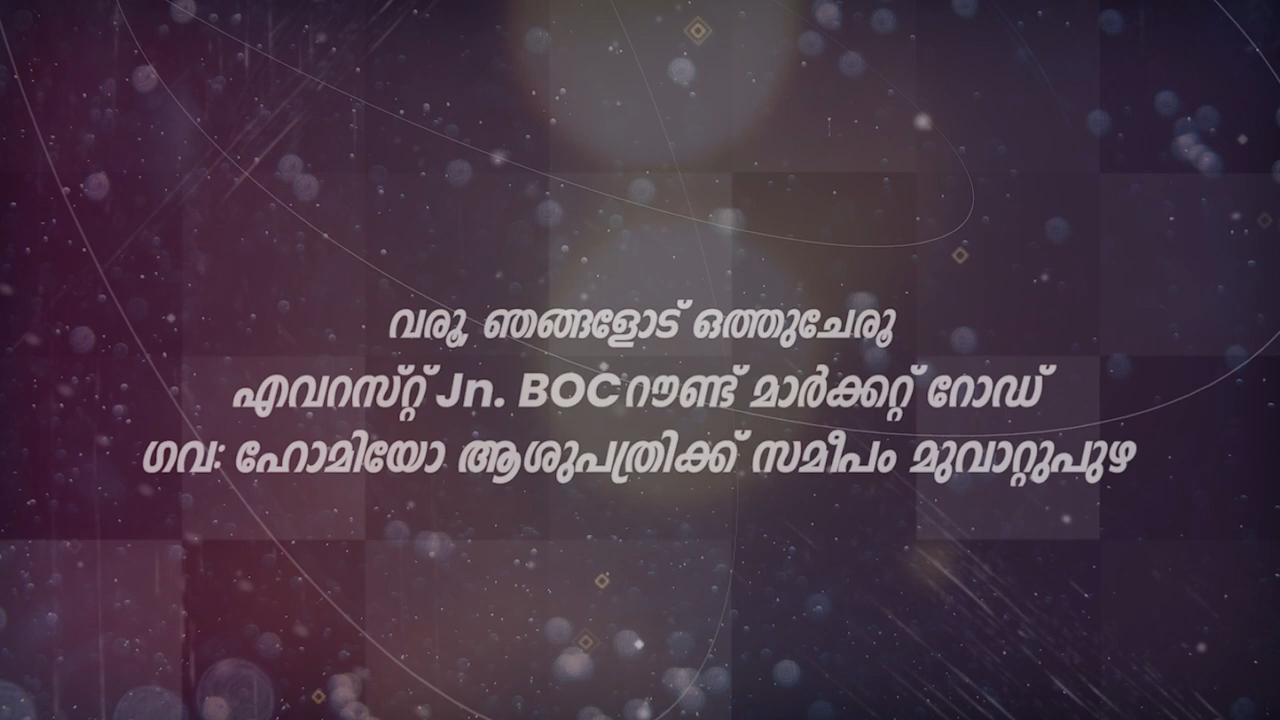 വരൂ, ഞങ്ങളോട് ഒത്തുചേരൂ
എവറസ്റ്റ് Jn. BOC റൗണ്ട് മാർക്കറ്റ് റോഡ്
ഗവ: ഹോമിയോ ആശുപത്രിക്ക് സമീപം മുവാറ്റുപുഴ